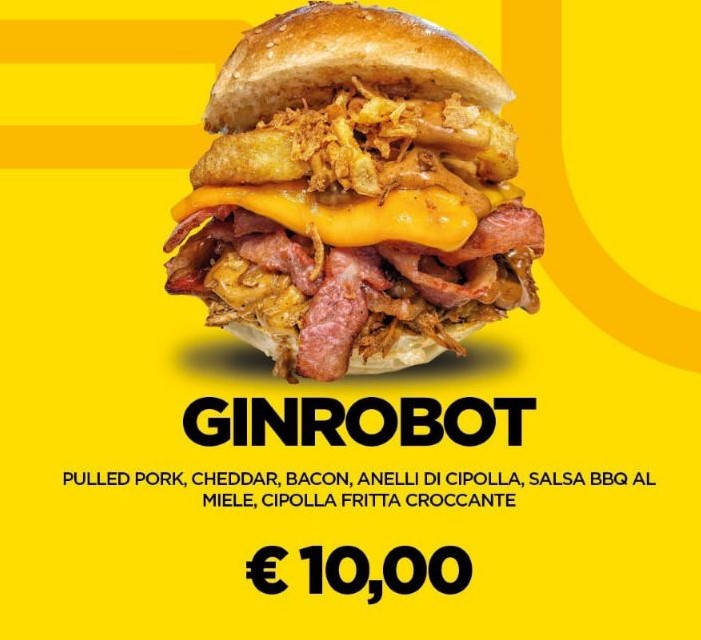 GINROBOT
PULLED PORK, CHEDDAR, BACON, ANELLI DI CIPOLLA, SALSA BBQ AL
MIELE, CIPOLLA FRITTA CROCCANTE
€ 10,00